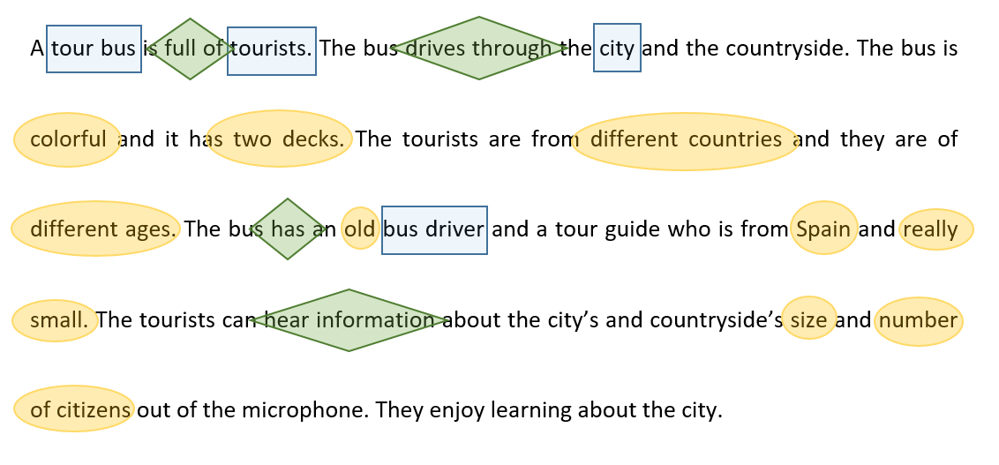 A tour bus is full of tourists. The bus drives through the city and the countryside. The bus is
colorful and it has two decks. The tourists are from different countries and they are of
different ages. The bus has an old bus driver and a tour guide who is from Spain and really
small. The tourists can hear information about the city’s and countryside’s size and number
of citizens out of the microphone. They enjoy learning about the city.